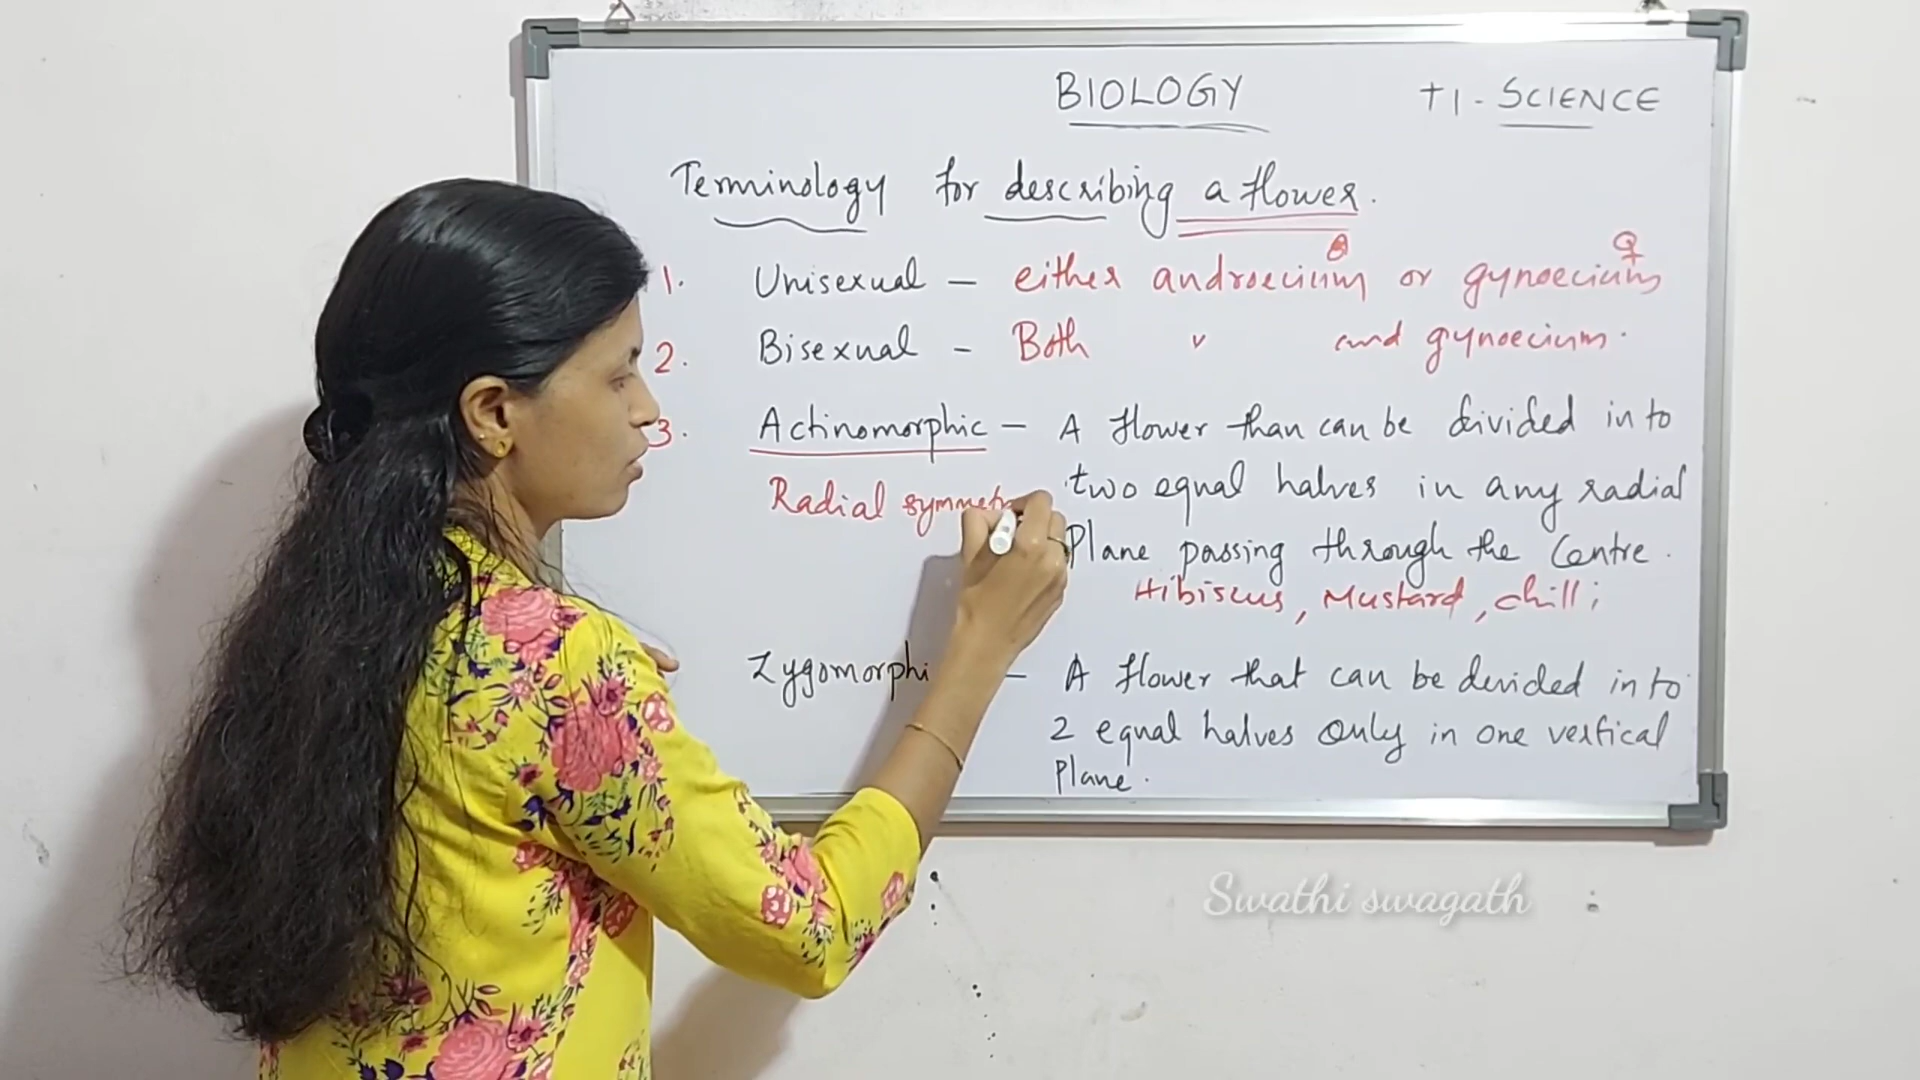 BIOLOGY
+1 - SCIENCE
Terminology for describing a flower.
1. Unisexual - either androecium or gynoecium
2. Bisexual - Both " and gynoecium.
3. Actinomorphic - A flower than can be divided in to
Radial symmetr
two equal halves in any radial
Plane passing through the Centre.
Hibiscus, Mustard, chilli
Zygomorphi - A flower that can be devided in to
2 equal halves only in one vertical
Plane.
Swathi swagath